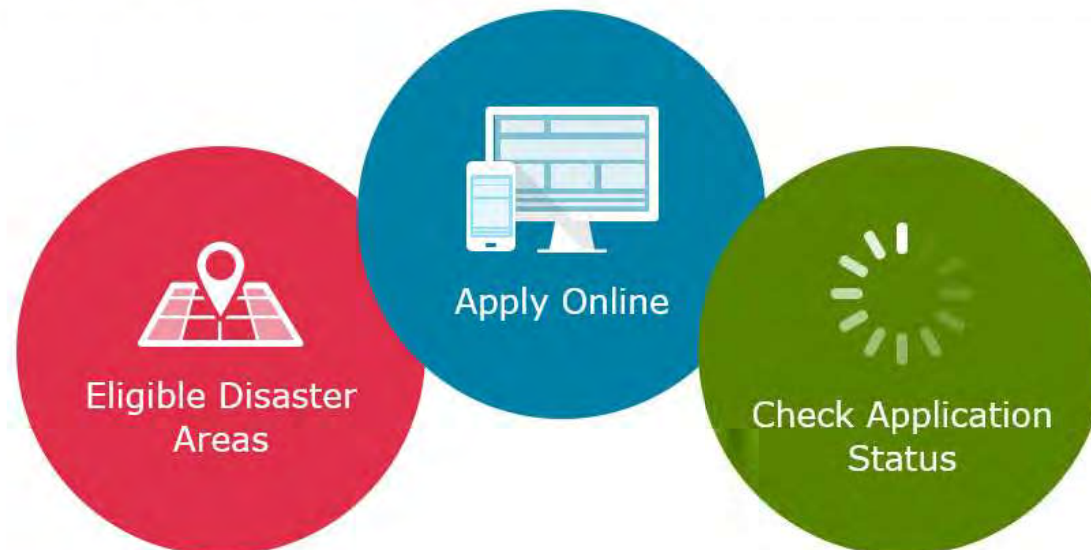 Eligible Disaster
Areas
Apply Online
Check Application
Status